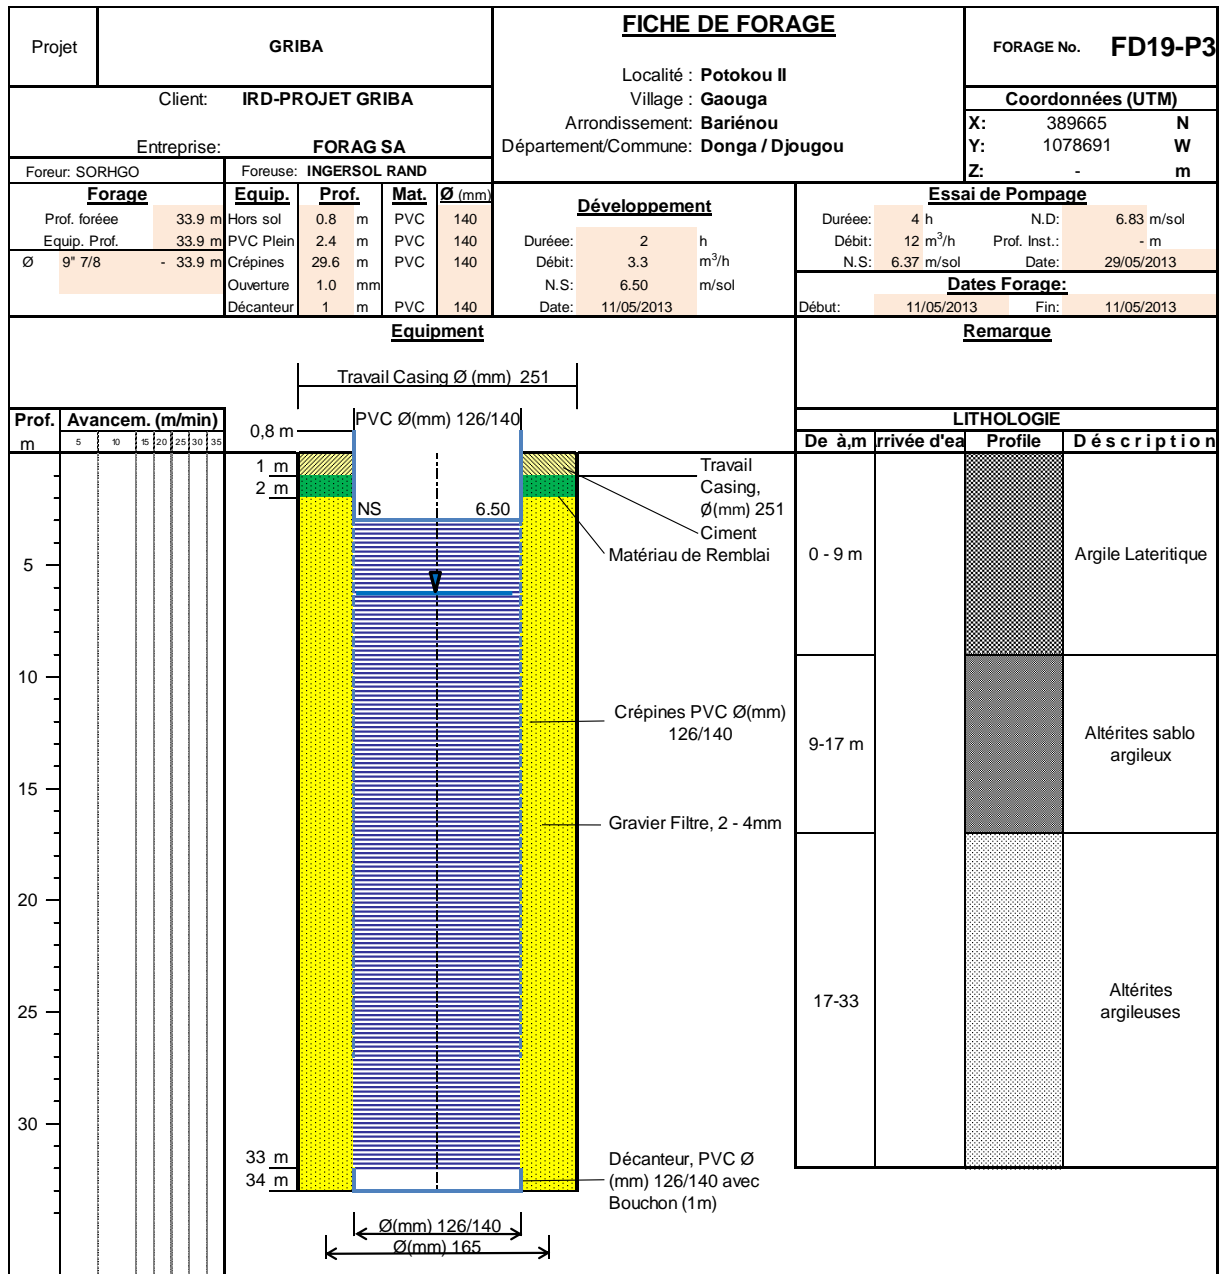 Projet
GRIBA
FICHE DE FORAGE
FORAGE No. FD19-P3
Localité : Potokou II
Client: IRD-PROJET GRIBA
Village : Gaouga
Coordonnées (UTM)
Arrondissement: Bariénou
X: 389665 N
Entreprise: FORAG SA
Département/Commune: Donga / Djougou
Y: 1078691 W
Foreur: SORHGO
Foreuse: INGERSOL RAND
Z: - m
Forage
Equip. Prof. Mat. Ø (mm)
Développement
Essai de Pompage
Prof. foréee 33.9 m
Hors sol 0.8 m PVC 140
Duréee: 4 h N.D: 6.83 m/sol
Equip. Prof. 33.9 m
PVC Plein 2.4 m PVC 140
Duréee: 2 h
Débit: 12 m³/h Prof. Inst.: - m
Ø 9" 7/8 - 33.9 m
Crépines 29.6 m PVC 140
Débit: 3.3 m³/h
N.S: 6.37 m/sol Date: 29/05/2013
Ouverture 1.0 mm
N.S: 6.50 m/sol
Dates Forage:
Décanteur 1 m PVC 140
Date: 11/05/2013
Début: 11/05/2013 Fin: 11/05/2013
Equipment
Remarque
Travail Casing Ø (mm) 251
Prof. Avancem. (m/min)
PVC Ø(mm) 126/140
LITHOLOGIE
0,8 m
m 5 10 15 20 25 30 35
De à,m rrivée d'ea Profile Déscription
1 m
2 m
Travail
Casing,
Ø(mm) 251
NS 6.50
Ciment
Matériau de Remblai
0 - 9 m
Argile Lateritique
5
10
Crépines PVC Ø(mm)
126/140
9-17 m
Altérites sablo
argileux
15
Gravier Filtre, 2 - 4mm
20
25
17-33
Altérites
argileuses
30
33 m
34 m
Décanteur, PVC Ø
(mm) 126/140 avec
Bouchon (1m)
Ø(mm) 126/140
Ø(mm) 165